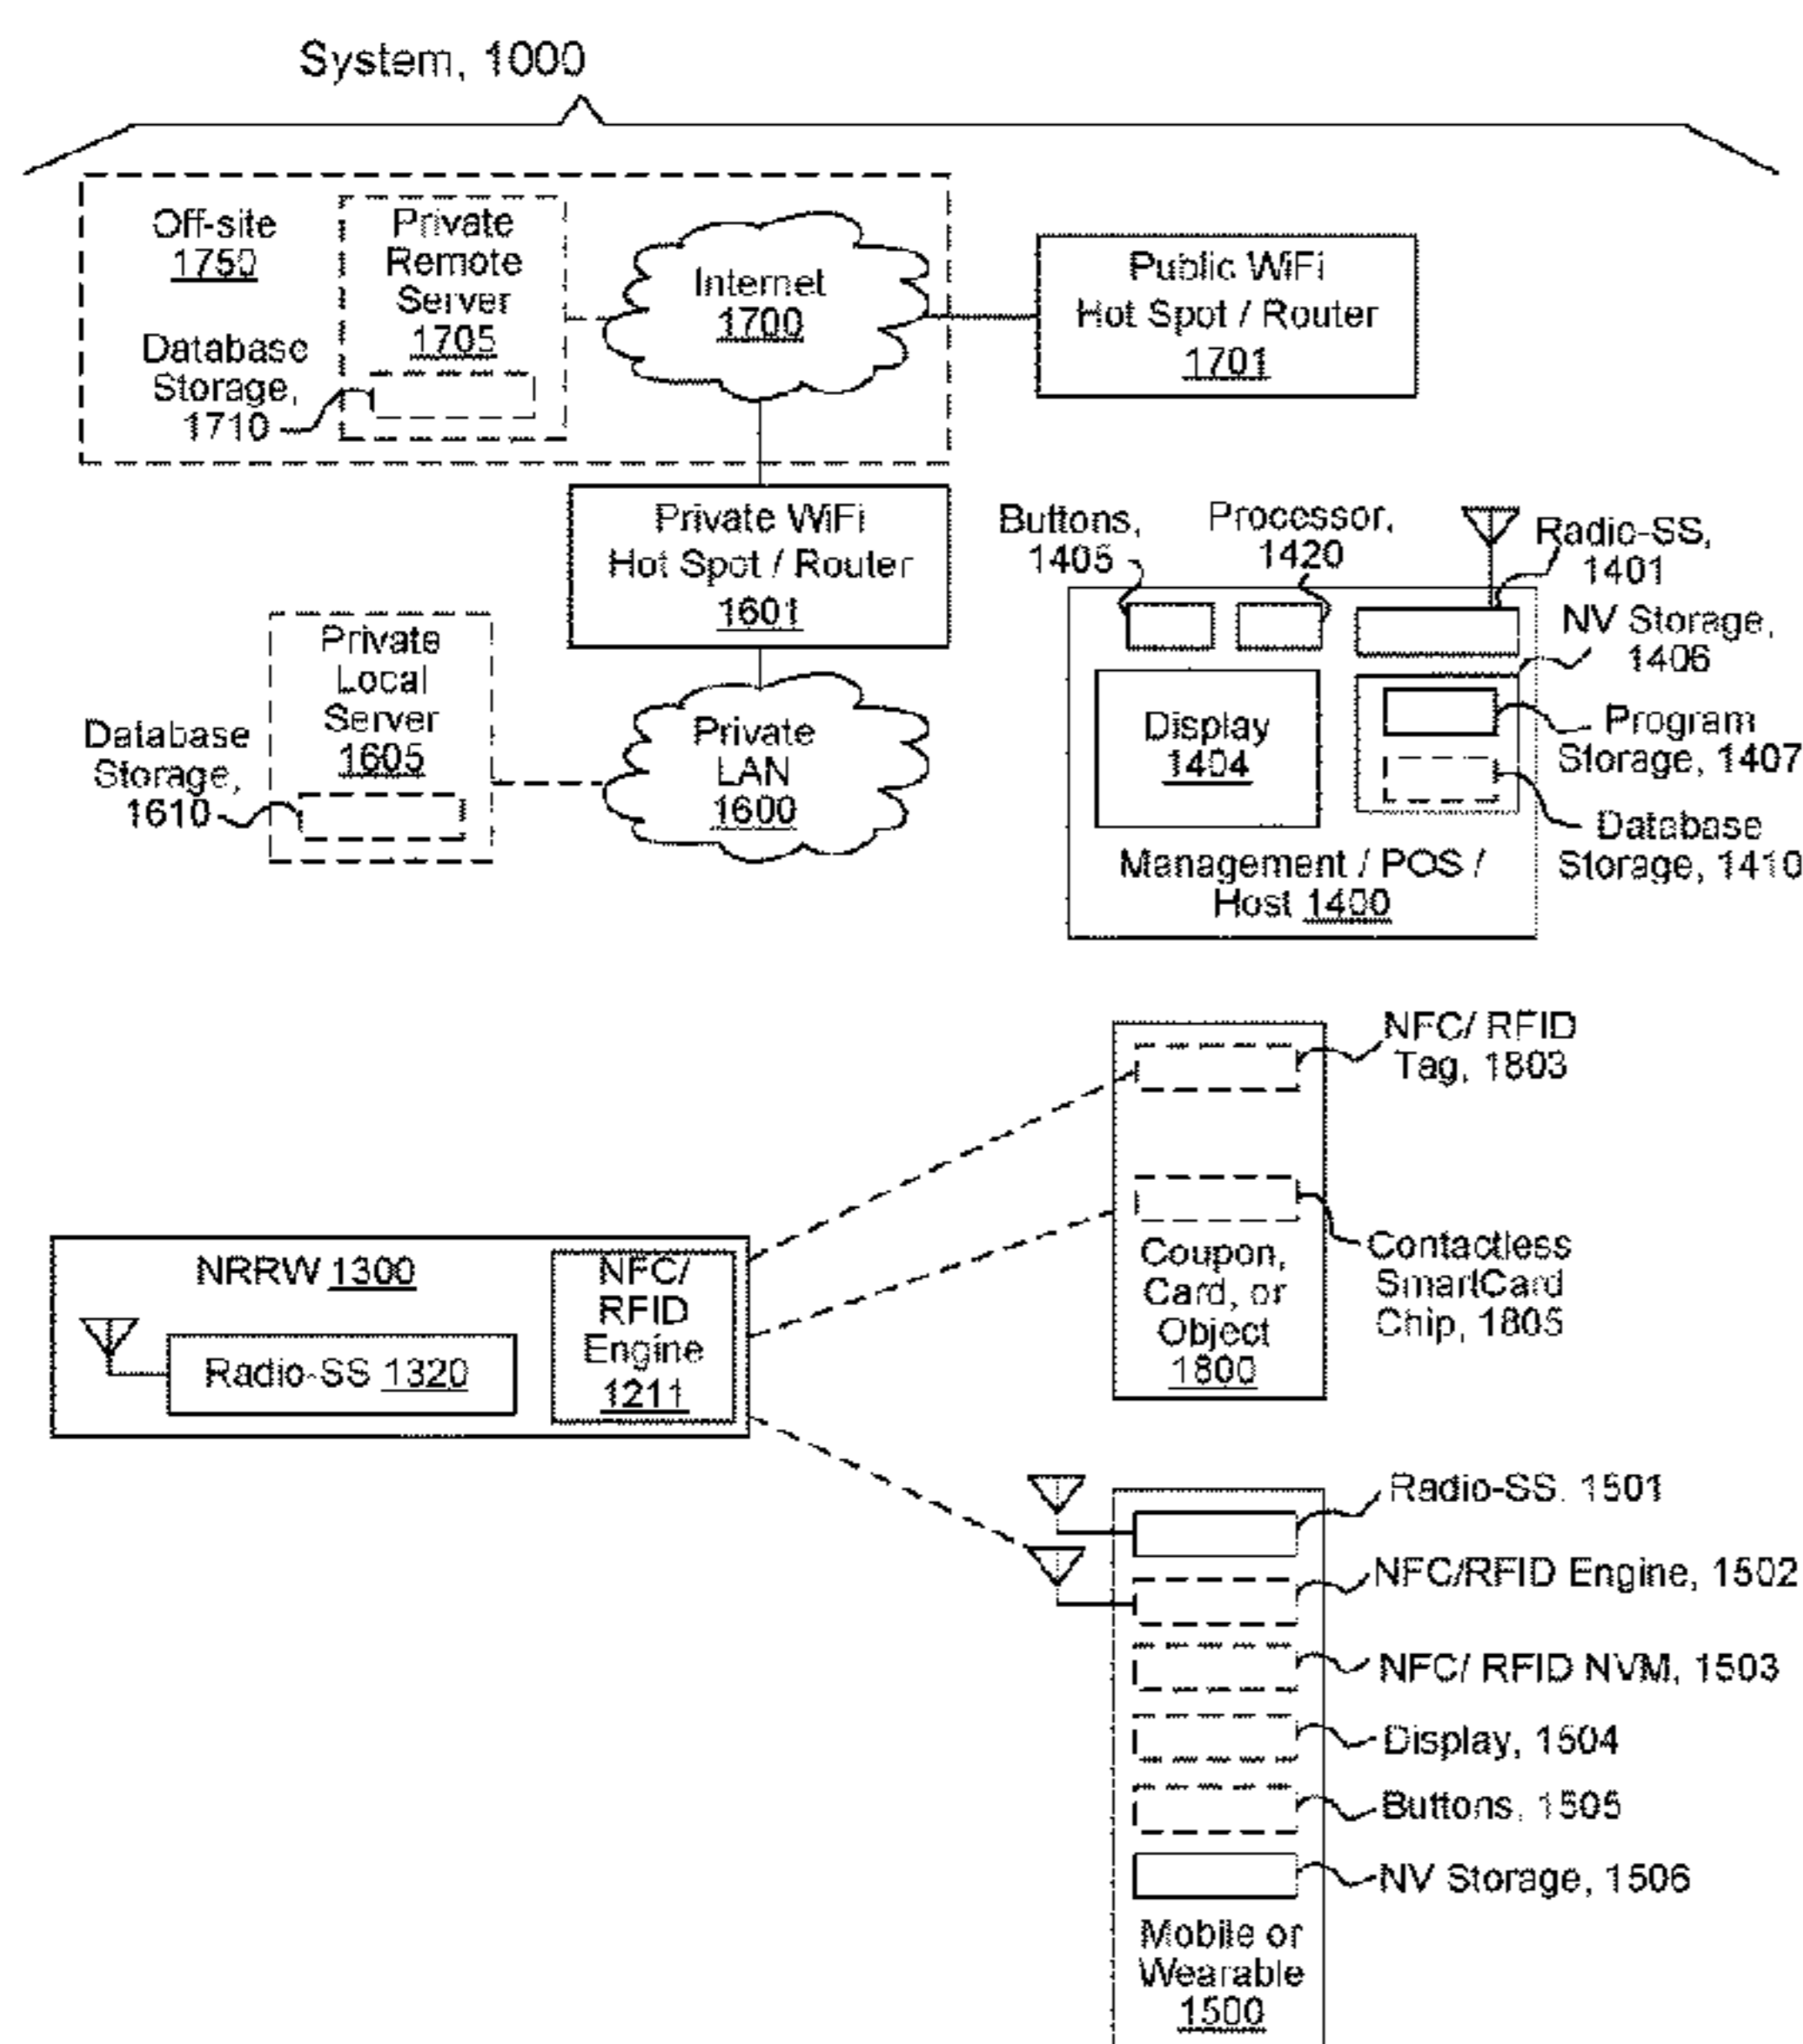 System, 1000
Off-site
1750
Private
Remote
Server
1705
Database
Storage,
1710
Internet
1700
Public WiFi
Hot Spot / Router
1701
Private WiFi
Hot Spot / Router
1601
Private
Local
Server
1605
Database
Storage,
1610
Private
LAN
1600
Buttons,
1405
Processor,
1420
Radio-SS,
1401
NV Storage,
1406
Program
Storage, 1407
Database
Storage, 1410
Display
1404
Management / POS /
Host 1400
NFC/ RFID
Tag, 1803
Contactless
SmartCard
Chip, 1805
Coupon,
Card, or
Object
1800
NRRW 1300
Radio-SS 1320
NFC/
RFID
Engine
1211
Radio-SS, 1501
NFC/RFID Engine, 1502
NFC/ RFID NVM, 1503
Display, 1504
Buttons, 1505
NV Storage, 1506
Mobile or
Wearable
1500